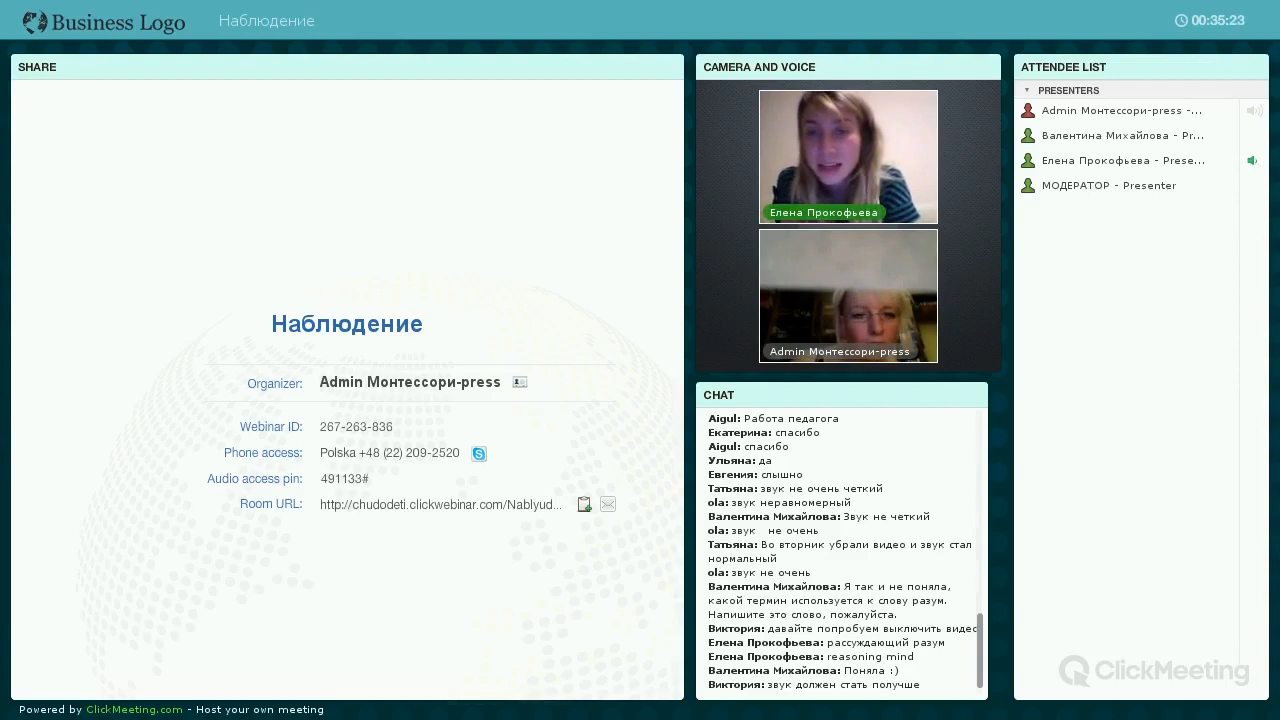 Business Logo
Наблюдение
00:35:23
SHARE
Наблюдение
Organizer: Admin Монтессори-press
Webinar ID: 267-263-836
Phone access: Polska +48 (22) 209-2520
Audio access pin: 491133#
Room URL: http://chudodeti.clickwebinar.com/Nablyud...
CAMERA AND VOICE
Елена Прокофьева
Admin Монтессори-press
CHAT
Aigul: Работа педагога
Екатерина: спасибо
Aigul: спасибо
Ульяна: да
Евгения: слышно
Татьяна: звук не очень четкий
ola: звук неравномерный
Валентина Михайлова: Звук не четкий
ola: звук не очень
Татьяна: Во вторник убрали видео и звук стал
нормальный
ola: звук не очень
Валентина Михайлова: Я так и не поняла,
какой термин используется к слову разум.
Напишите это слово, пожалуйста.
Виктория: давайте попробуем выключить видео
Елена Прокофьева: рассуждающий разум
Елена Прокофьева: reasoning mind
Валентина Михайлова: Поняла :)
Виктория: звук должен стать получше
ATTENDEE LIST
PRESENTERS
Admin Монтессори-press -...
Валентина Михайлова - Pr...
Елена Прокофьева - Prese...
МОДЕРАТОР - Presenter
ClickMeeting
Powered by ClickMeeting.com - Host your own meeting